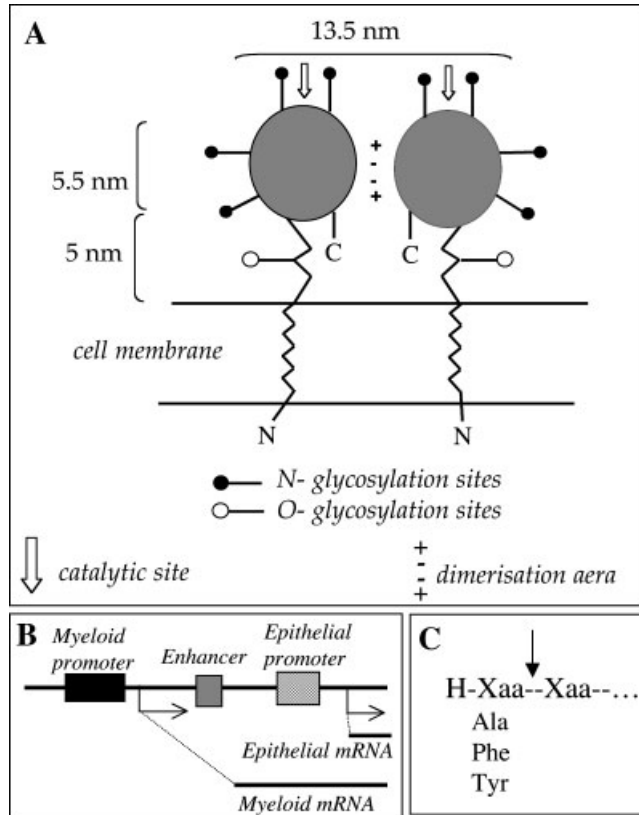 A
13.5 nm
5.5 nm
+
-
-
+
5 nm
C
C
cell membrane
N
N
N- glycosylation sites
O- glycosylation sites
catalytic site
+
-
-
+
dimerisation aera
B
Myeloid
promoter
Enhancer
Epithelial
promoter
Epithelial mRNA
Myeloid mRNA
C
H-Xaa--Xaa--...
Ala
Phe
Tyr